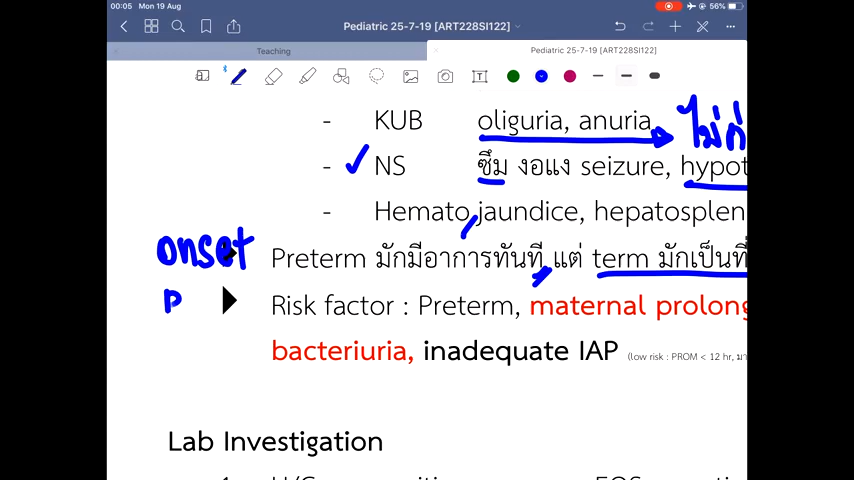 00:05 Mon 19 Aug 56%
Pediatric 25-7-19 [ART228SI122]
Teaching Pediatric 25-7-19 [ART228SI122]
- KUB oliguria, anuria
- NS ซึม งอแง seizure, hypot
- Hemato jaundice, hepatosplen
onset
Preterm มักมีอาการทันที แต่ term มักเป็นที่
P
Risk factor : Preterm, maternal prolong
bacteriuria, inadequate IAP (low risk : PROM < 12 hr, มา
Lab Investigation